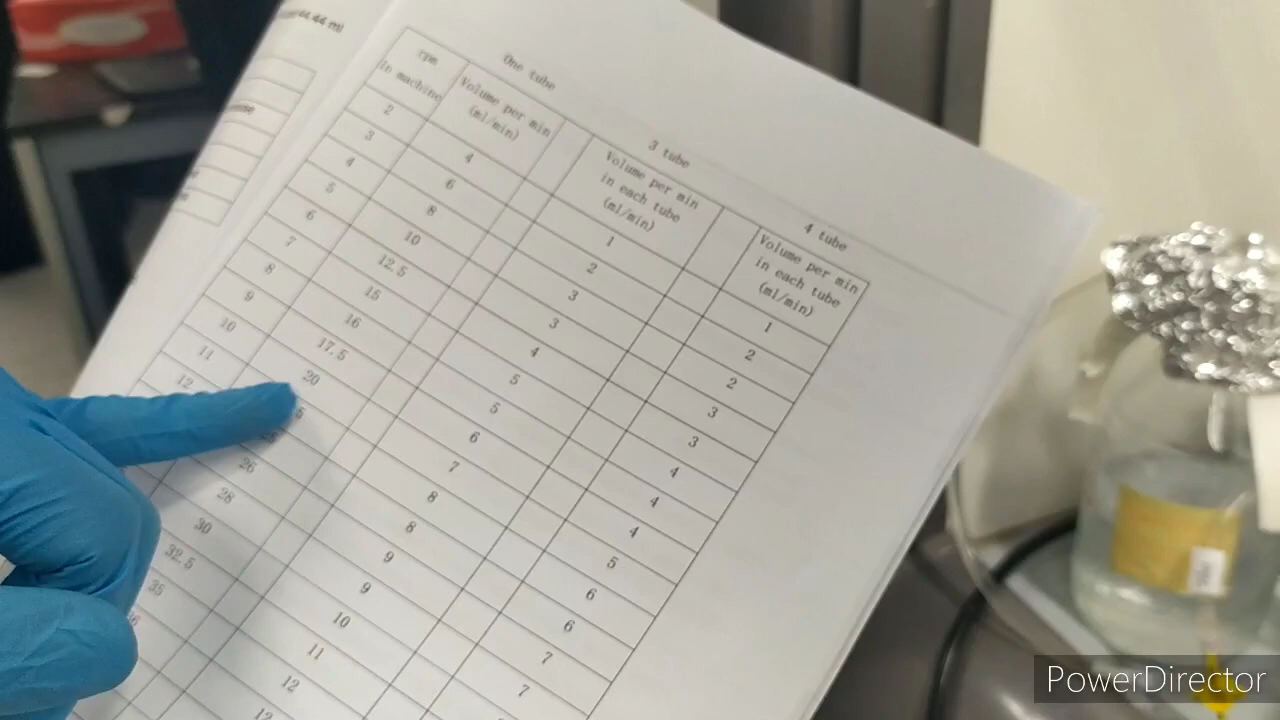 One tube
3 tube
4 tube
rpm
in machine
Volume per min
(ml/min)
Volume per min
in each tube
(ml/min)
Volume per min
in each tube
(ml/min)
2 4 1 1
3 6 2 2
4 8 3 2
5 10 3 3
6 12.5 4 3
7 15 5 4
8 16 5 4
9 17.5 6 4
10 20 7 5
11 8 6
12 8 6
26 9 7
28 9 7
30 10
32.5 11
35 12
PowerDirector